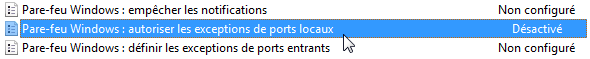 Pare-feu Windows : empêcher les notifications Non configuré
Pare-feu Windows : autoriser les exceptions de ports locaux Désactivé
Pare-feu Windows : définir les exceptions de ports entrants Non configuré